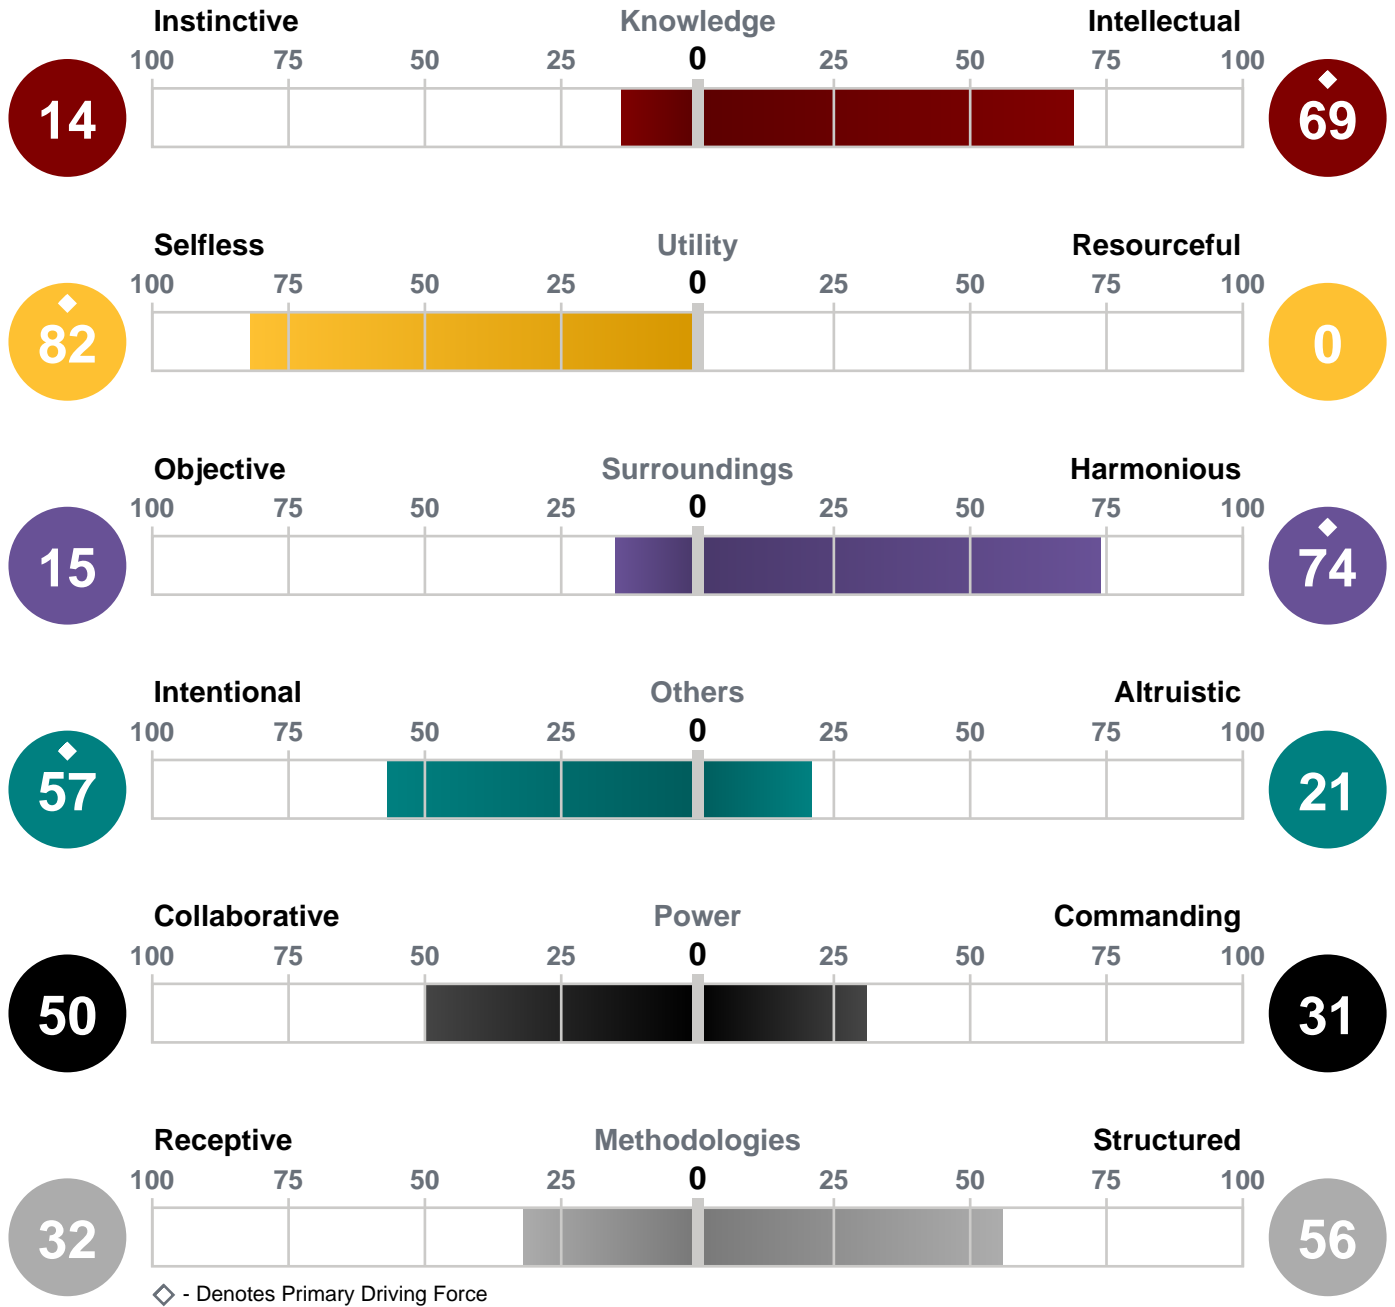 Instinctive Knowledge Intellectual
100 75 50 25 0 25 50 75 100
14 69
Selfless Utility Resourceful
100 75 50 25 0 25 50 75 100
82 0
Objective Surroundings Harmonious
100 75 50 25 0 25 50 75 100
15 74
Intentional Others Altruistic
100 75 50 25 0 25 50 75 100
57 21
Collaborative Power Commanding
100 75 50 25 0 25 50 75 100
50 31
Receptive Methodologies Structured
100 75 50 25 0 25 50 75 100
32 56
- Denotes Primary Driving Force